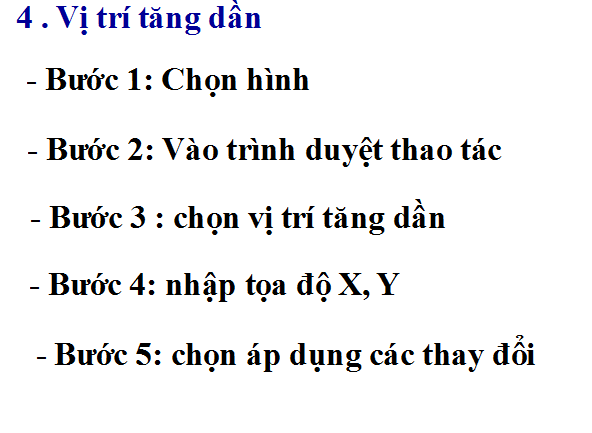 4 . Vị trí tăng dần
- Bước 1: Chọn hình
- Bước 2: Vào trình duyệt thao tác
- Bước 3 : chọn vị trí tăng dần
- Bước 4: nhập tọa độ X, Y
- Bước 5: chọn áp dụng các thay đổi